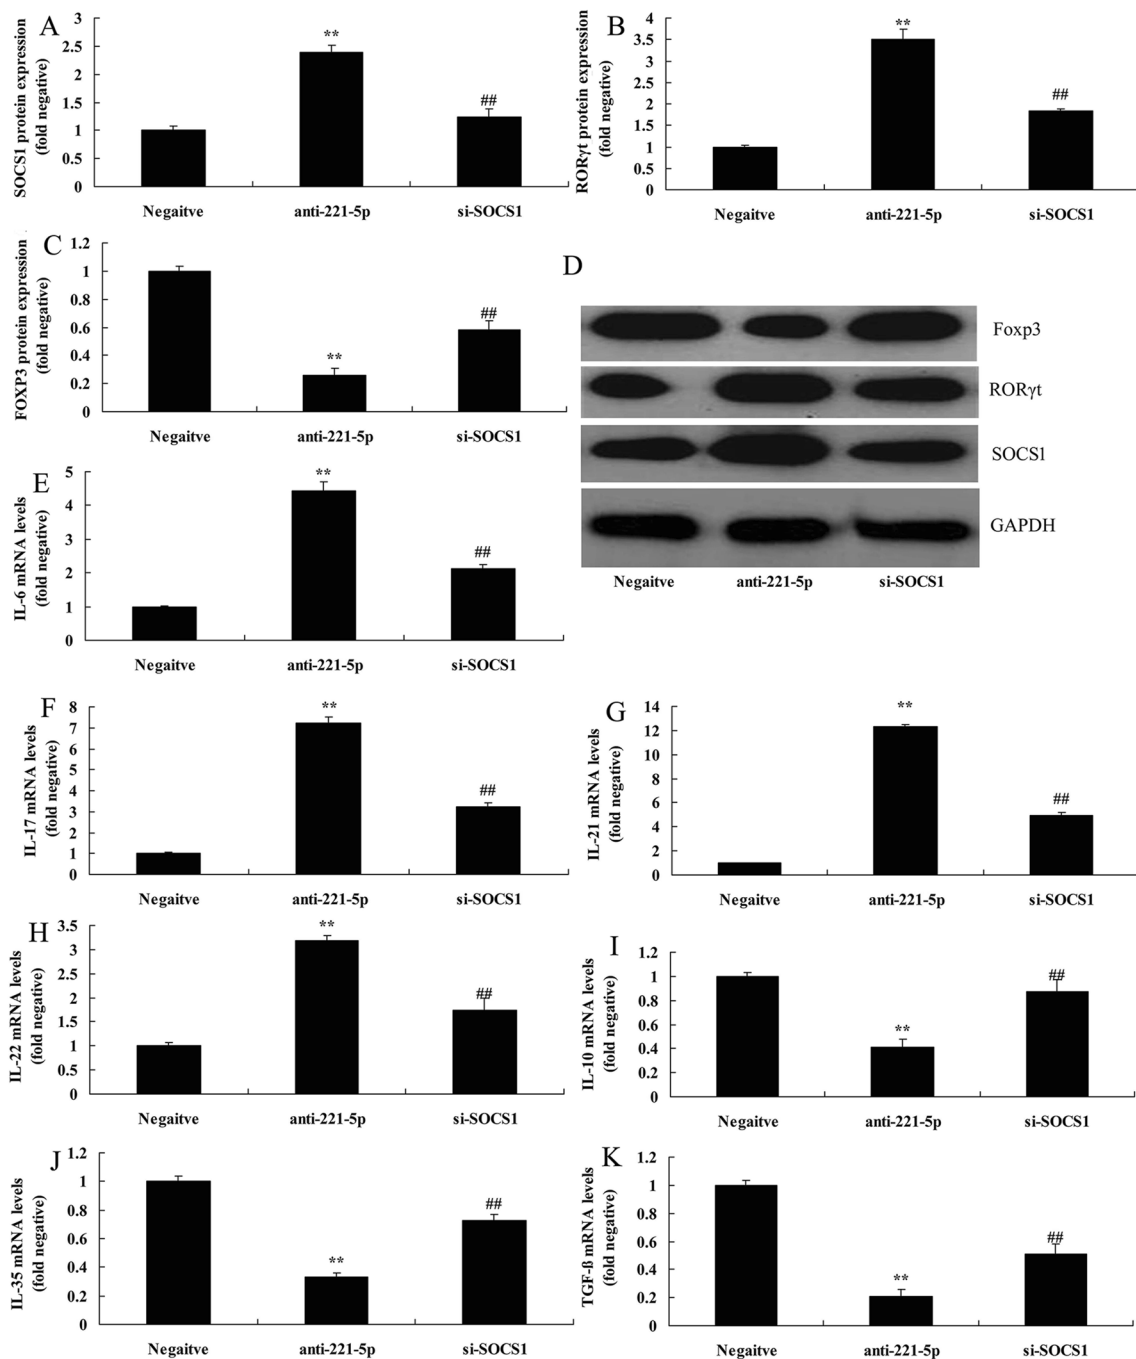 A
SOCS1 protein expression
(fold negative)
3
2.5
2
1.5
1
0.5
0
**
##
Negaitve anti-221-5p si-SOCS1
B
RORγt protein expression
(fold negative)
4
3.5
3
2.5
2
1.5
1
0.5
0
**
##
Negaitve anti-221-5p si-SOCS1
C
FOXP3 protein expression
(fold negative)
1.2
1
0.8
0.6
0.4
0.2
0
**
##
Negaitve anti-221-5p si-SOCS1
D
Foxp3
RORγt
SOCS1
GAPDH
Negaitve anti-221-5p si-SOCS1
E
IL-6 mRNA levels
(fold negative)
5
4
3
2
1
0
**
##
Negaitve anti-221-5p si-SOCS1
F
IL-17 mRNA levels
(fold negative)
8
7
6
5
4
3
2
1
0
**
##
Negaitve anti-221-5p si-SOCS1
G
IL-21 mRNA levels
(fold negative)
14
12
10
8
6
4
2
0
**
##
Negaitve anti-221-5p si-SOCS1
H
IL-22 mRNA levels
(fold negative)
3.5
3
2.5
2
1.5
1
0.5
0
**
##
Negaitve anti-221-5p si-SOCS1
I
IL-10 mRNA levels
(fold negative)
1.2
1
0.8
0.6
0.4
0.2
0
**
##
Negaitve anti-221-5p si-SOCS1
J
IL-35 mRNA levels
(fold negative)
1.2
1
0.8
0.6
0.4
0.2
0
**
##
Negaitve anti-221-5p si-SOCS1
K
TGF-ß mRNA levels
(fold negative)
1.2
1
0.8
0.6
0.4
0.2
0
**
##
Negaitve anti-221-5p si-SOCS1